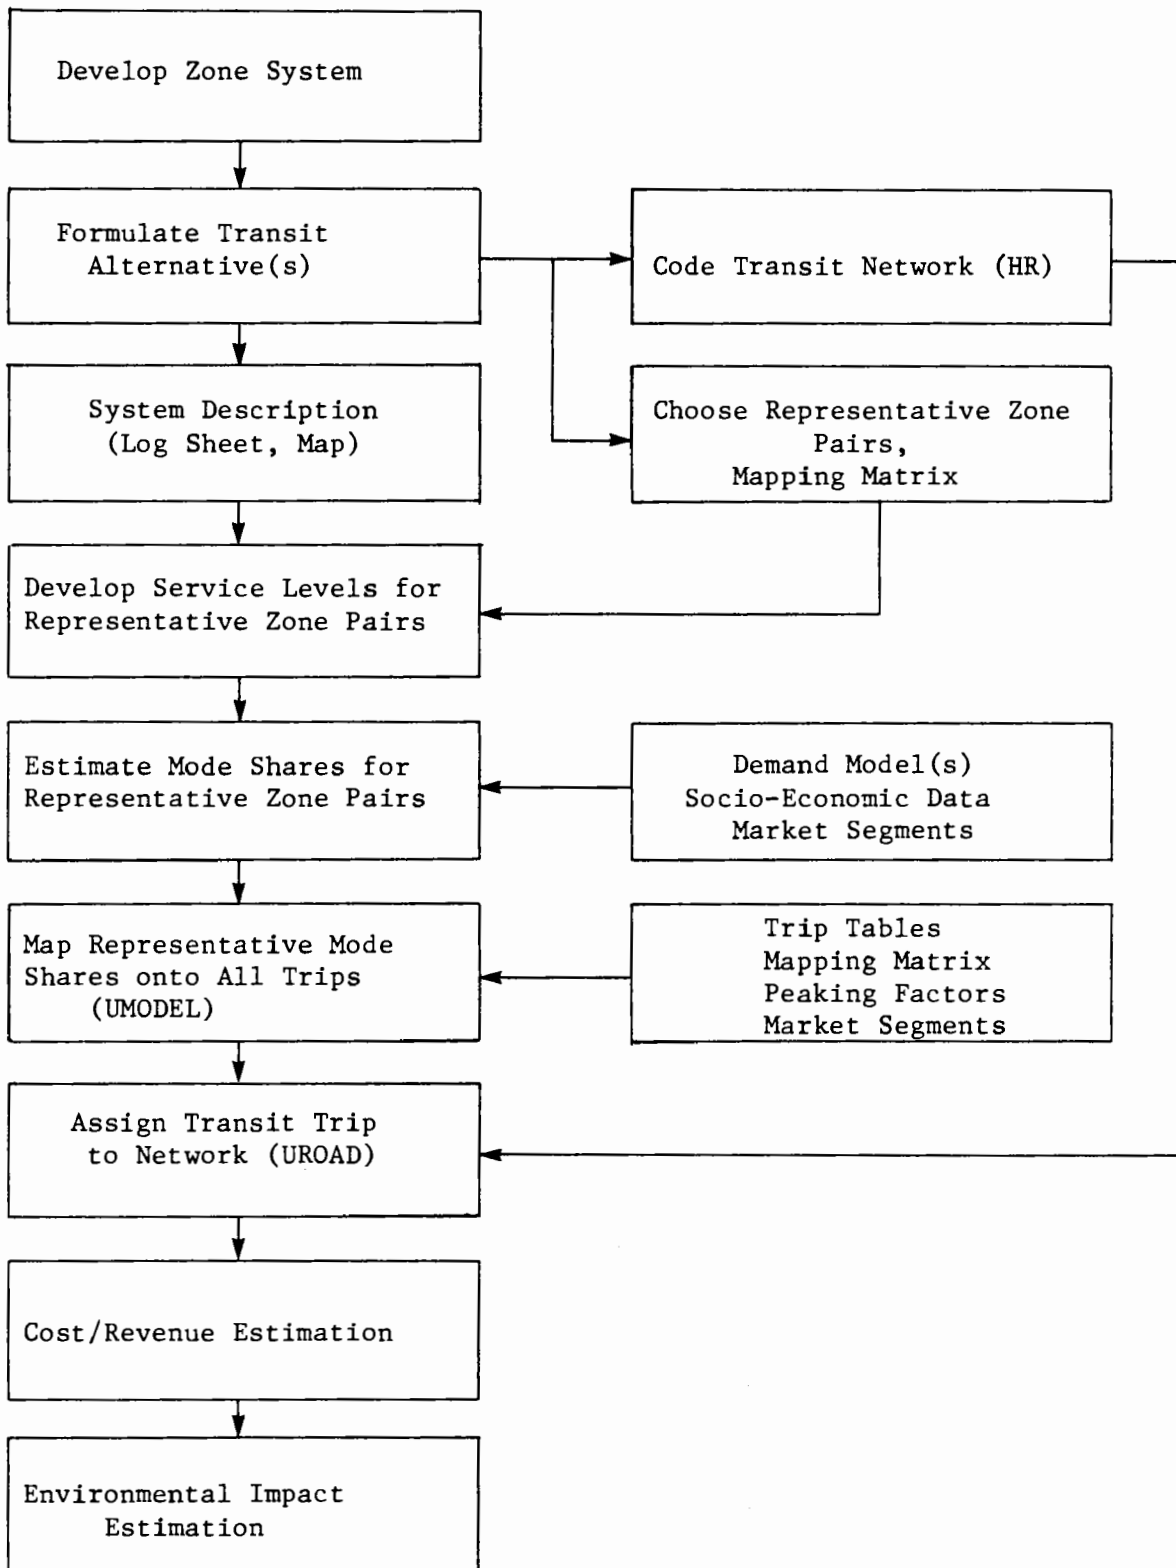 Develop Zone System
Formulate Transit
Alternative(s)
Code Transit Network (HR)
System Description
(Log Sheet, Map)
Choose Representative Zone
Pairs,
Mapping Matrix
Develop Service Levels for
Representative Zone Pairs
Estimate Mode Shares for
Representative Zone Pairs
Demand Model(s)
Socio-Economic Data
Market Segments
Map Representative Mode
Shares onto All Trips
(UMODEL)
Trip Tables
Mapping Matrix
Peaking Factors
Market Segments
Assign Transit Trip
to Network (UROAD)
Cost/Revenue Estimation
Environmental Impact
Estimation